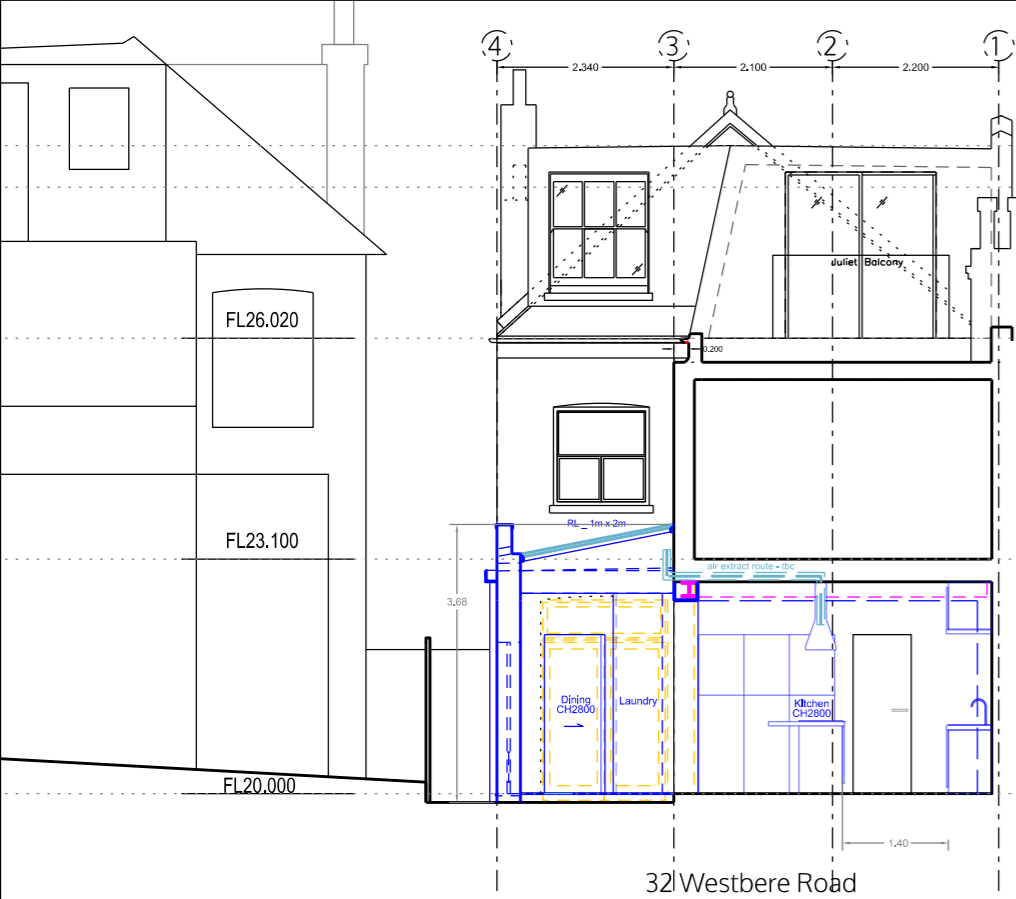 4
3
2
1
2.340
2.100
2.200
Juliet Balcony
FL26.020
0.200
RL _ 1m x 2m
FL23.100
air extract route - tbc
3.68
Dining
CH2800
Laundry
Kitchen
CH2800
FL20.000
1.40
32 Westbere Road